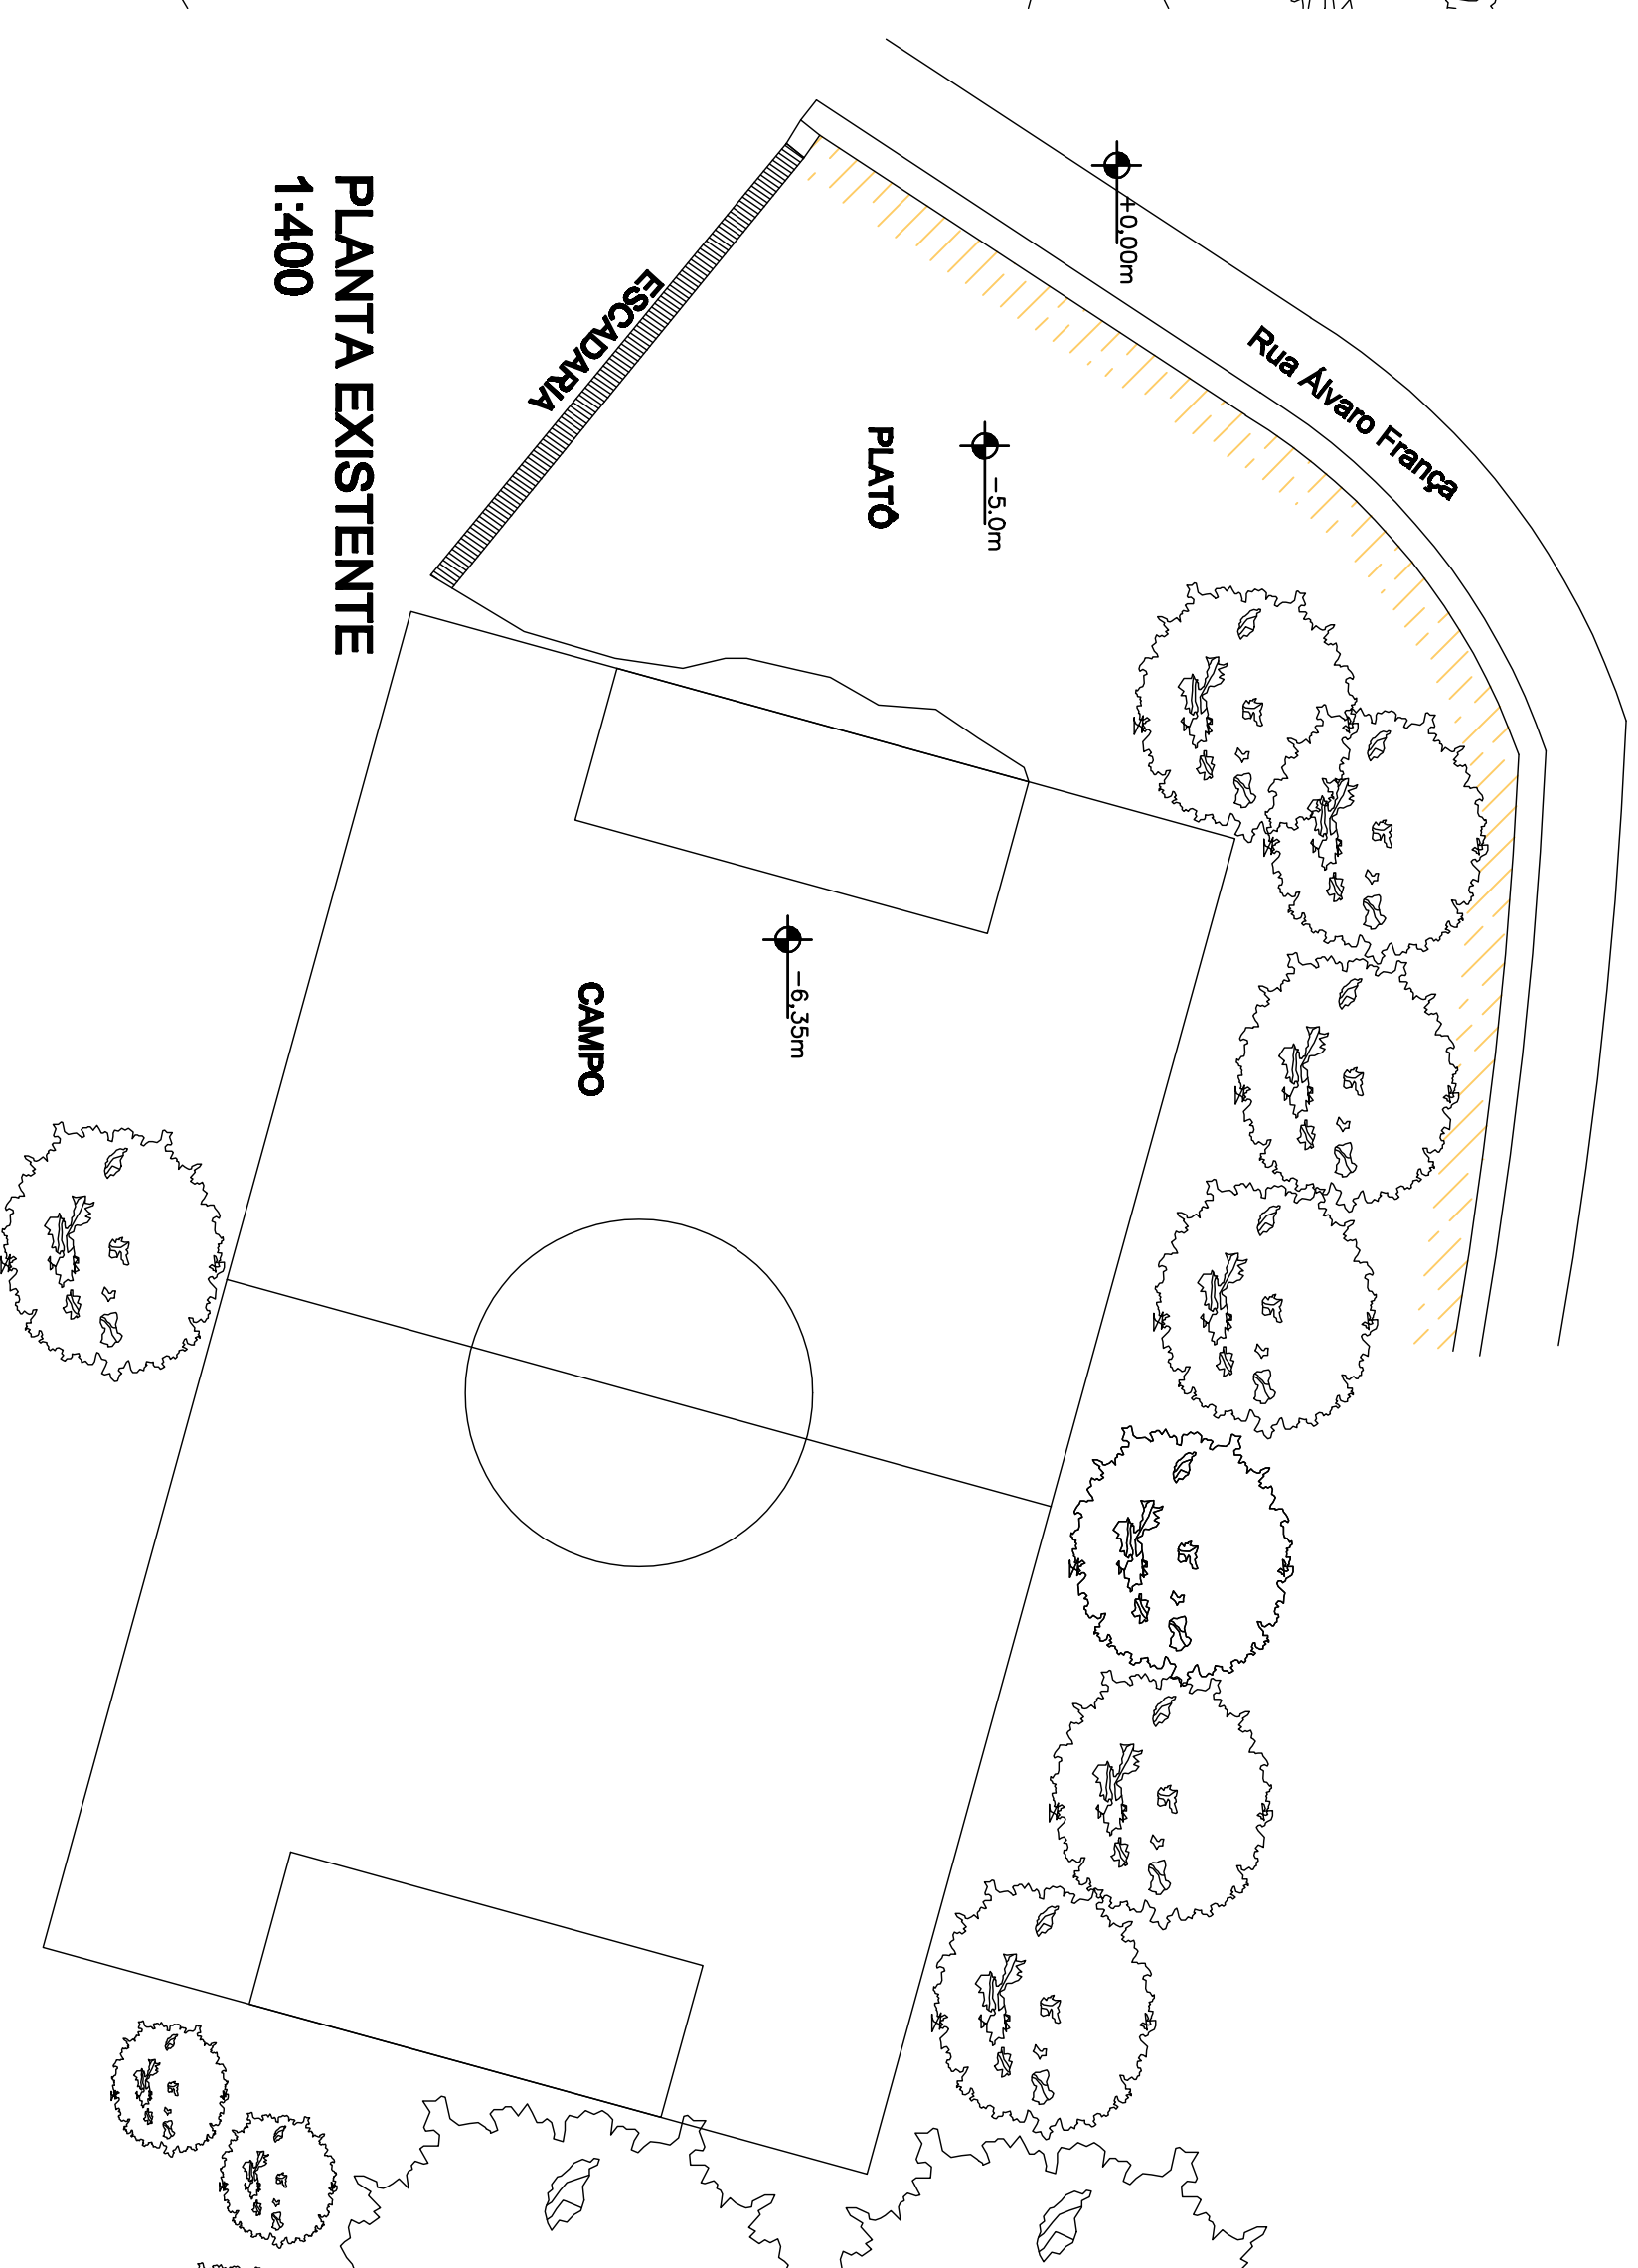 +0,00m
Rua Álvaro França
ESCADARIA
PLATÔ
-5.0m
PLANTA EXISTENTE
1:400
-6,35m
CAMPO